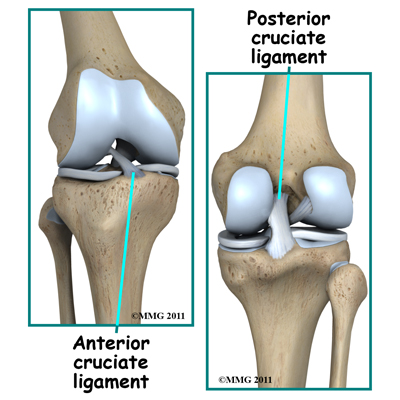 Posterior
cruciate
ligament
©MMG 2011
Anterior
cruciate
ligament
©MMG 2011